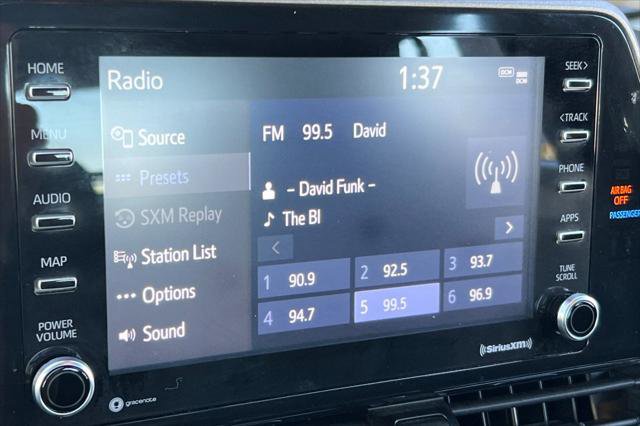 HOME
MENU
AUDIO
MAP
POWER
VOLUME
Radio
1:37
DCM
DCM
Source
Presets
SXM Replay
Station List
Options
Sound
FM 99.5 David
– David Funk –
The Bl
<
>
1 90.9
2 92.5
3 93.7
4 94.7
5 99.5
6 96.9
gracenote
SiriusXM
SEEK>
<TRACK
PHONE
APPS
TUNE
SCROLL
AIRBAG
OFF
PASSENGER